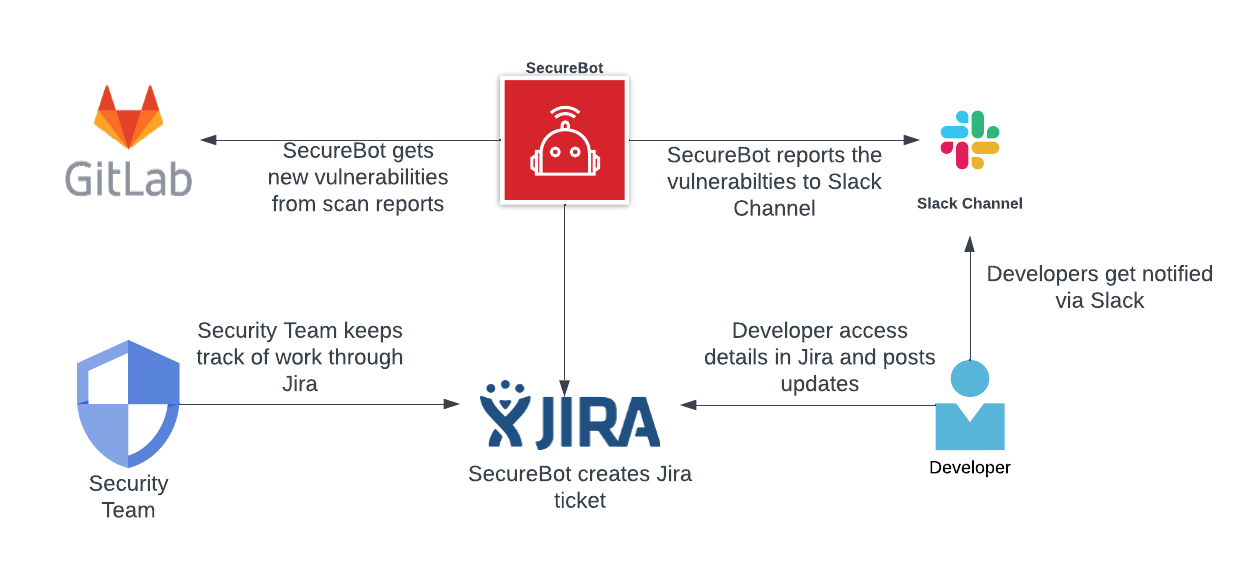 SecureBot
GitLab
SecureBot gets
new vulnerabilities
from scan reports
SecureBot reports the
vulnerabilties to Slack
Channel
Slack Channel
Developers get notified
via Slack
Security Team keeps
track of work through
Jira
Developer access
details in Jira and posts
updates
JIRA
SecureBot creates Jira
ticket
Security
Team
Developer